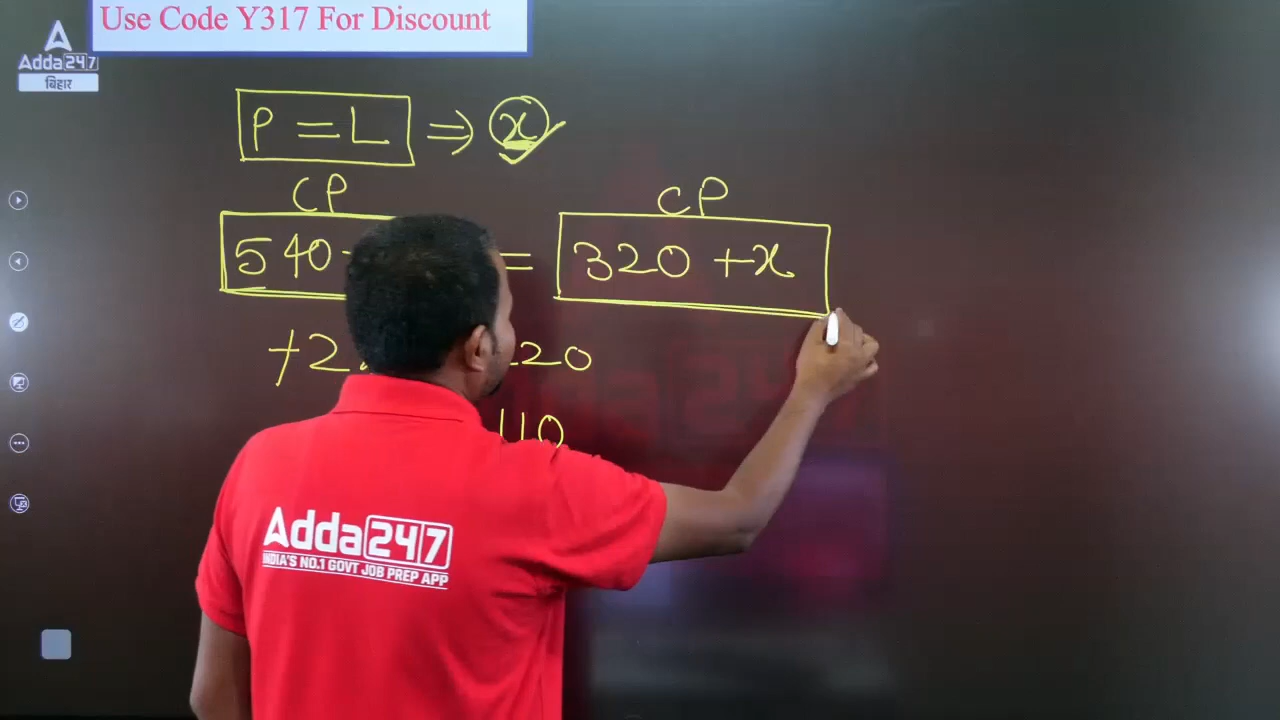 Use Code Y317 For Discount
Adda247
बिहार
P = L ⇒ x
CP CP
540 = 320 + x
+2 20
110
Adda247
INDIA'S NO.1 GOVT JOB PREP APP